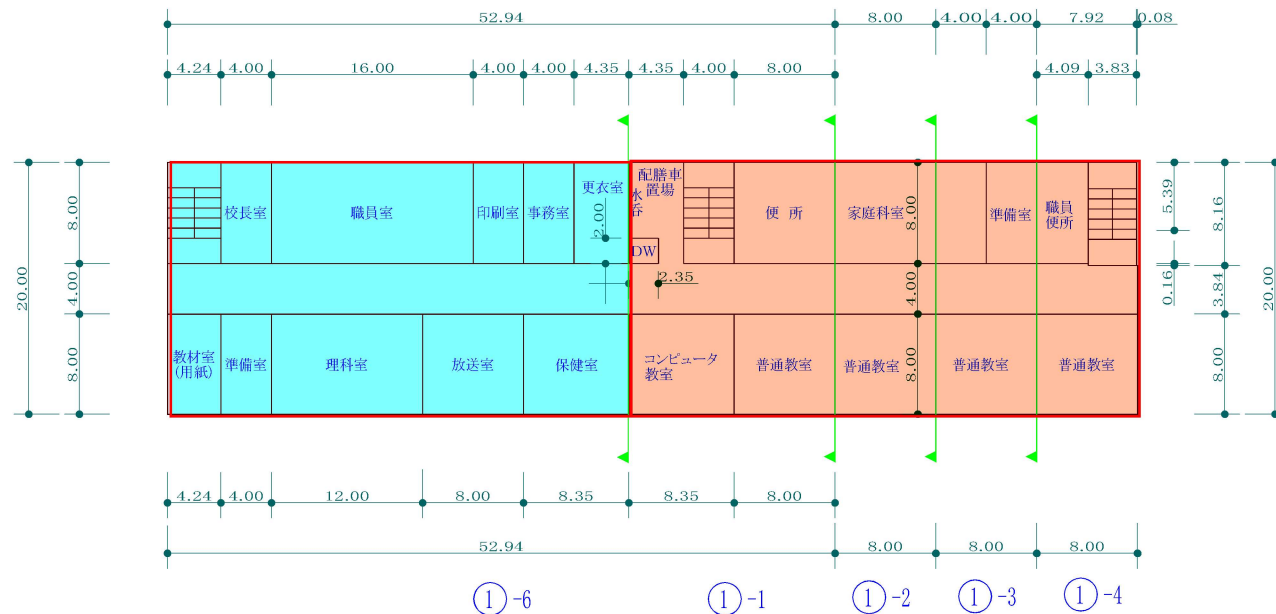 52.94
8.00
4.00
4.00
7.92
0.08
4.24
4.00
16.00
4.00
4.00
4.35
4.35
4.00
8.00
4.09
3.83
20.00
8.00
4.00
8.00
校長室
職員室
印刷室
事務室
更衣室
2.00
配膳車
置場
水呑
DW
2.35
便 所
家庭科室
8.00
4.00
8.00
準備室
職員
便所
5.39
0.16
8.16
3.84
8.00
20.00
教材室
(用紙)
準備室
理科室
放送室
保健室
コンピュータ
教室
普通教室
普通教室
普通教室
普通教室
4.24
4.00
12.00
8.00
8.35
8.35
8.00
52.94
8.00
8.00
8.00
①-6
①-1
①-2
①-3
①-4